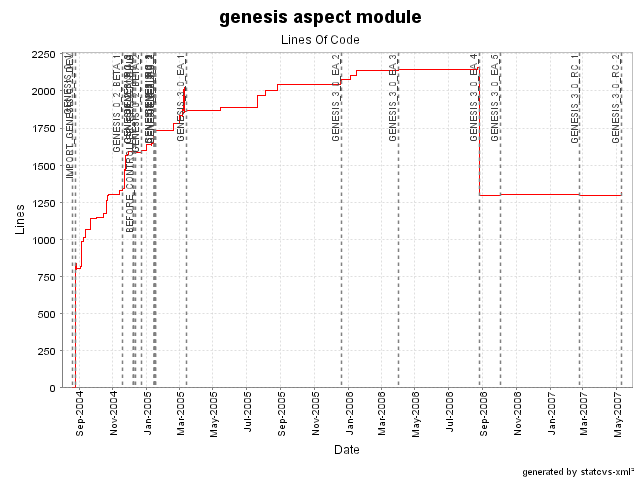 genesis aspect module
Lines Of Code
Lines
2250
2000
1750
1500
1250
1000
750
500
250
0
GENESIS_3_0_EA_1
GENESIS_3_0_EA_2
GENESIS_3_0_EA_3
GENESIS_3_0_EA_4
GENESIS_3_0_EA_5
GENESIS_3_0_RC_1
GENESIS_3_0_RC_2
Sep-2004
Nov-2004
Jan-2005
Mar-2005
May-2005
Jul-2005
Sep-2005
Nov-2005
Jan-2006
Mar-2006
May-2006
Jul-2006
Sep-2006
Nov-2006
Jan-2007
Mar-2007
May-2007
Date
generated by statcvs-xml²